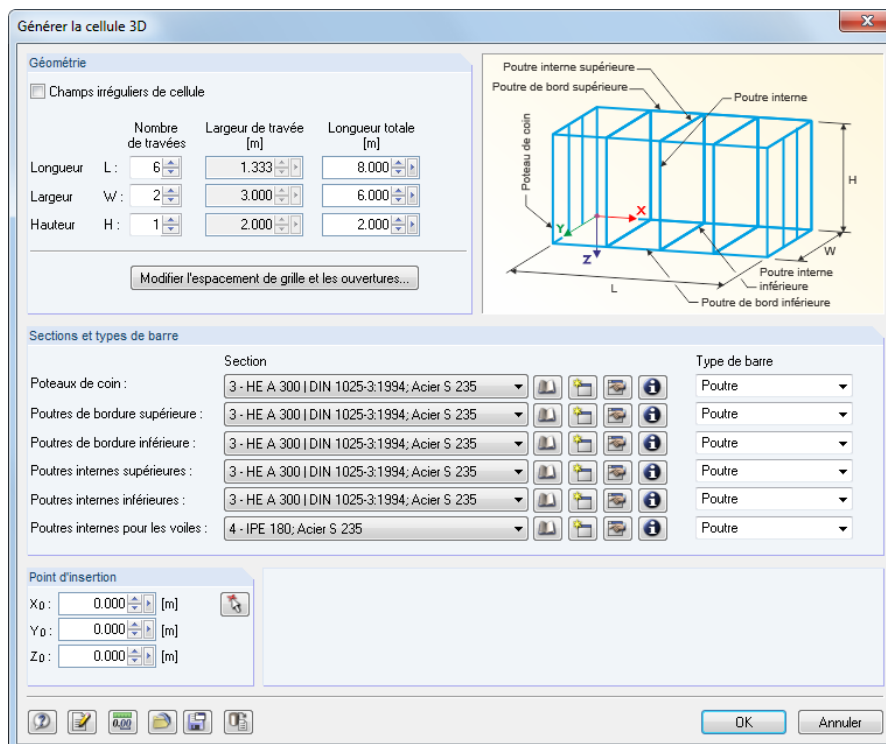 Générer la cellule 3D
Géométrie
Champs irréguliers de cellule
Nombre de travées
Largeur de travée [m]
Longueur totale [m]
Longueur L : 6 1.333 8.000
Largeur W : 2 3.000 6.000
Hauteur H : 1 2.000 2.000
Modifier l'espacement de grille et les ouvertures...
Poutre interne supérieure
Poutre de bord supérieure
Poutre interne
Poteau de coin
H
X
Y
Z
W
L
Poutre interne
inférieure
Poutre de bord inférieure
Sections et types de barre
Section
Type de barre
Poteaux de coin : 3 - HE A 300 | DIN 1025-3:1994; Acier S 235 Poutre
Poutres de bordure supérieure : 3 - HE A 300 | DIN 1025-3:1994; Acier S 235 Poutre
Poutres de bordure inférieure : 3 - HE A 300 | DIN 1025-3:1994; Acier S 235 Poutre
Poutres internes supérieures : 3 - HE A 300 | DIN 1025-3:1994; Acier S 235 Poutre
Poutres internes inférieures : 3 - HE A 300 | DIN 1025-3:1994; Acier S 235 Poutre
Poutres internes pour les voiles : 4 - IPE 180; Acier S 235 Poutre
Point d'insertion
X0 : 0.000 [m]
Y0 : 0.000 [m]
Z0 : 0.000 [m]
0.00
OK
Annuler